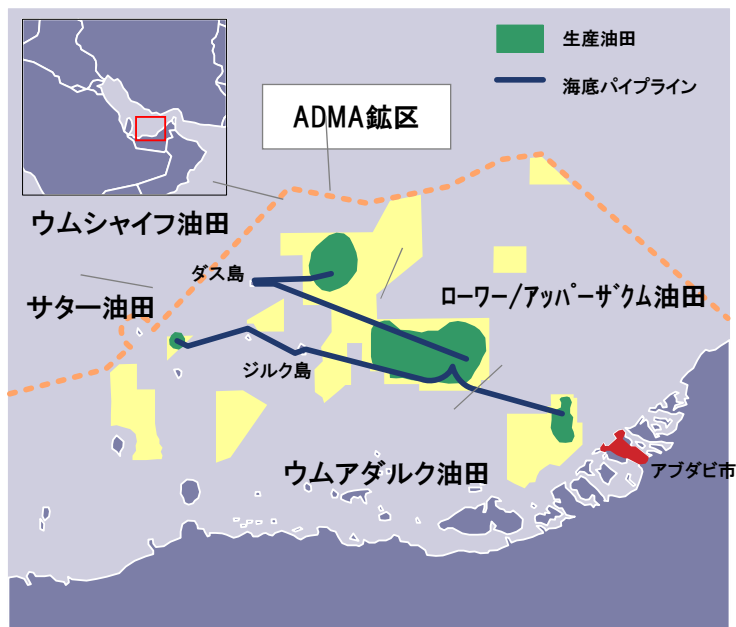 生産油田
海底パイプライン
ADMA鉱区
ウムシャイフ油田
ダス島
ローワー/アッパーザクム油田
サター油田
ジルク島
ウムアダルク油田
アブダビ市